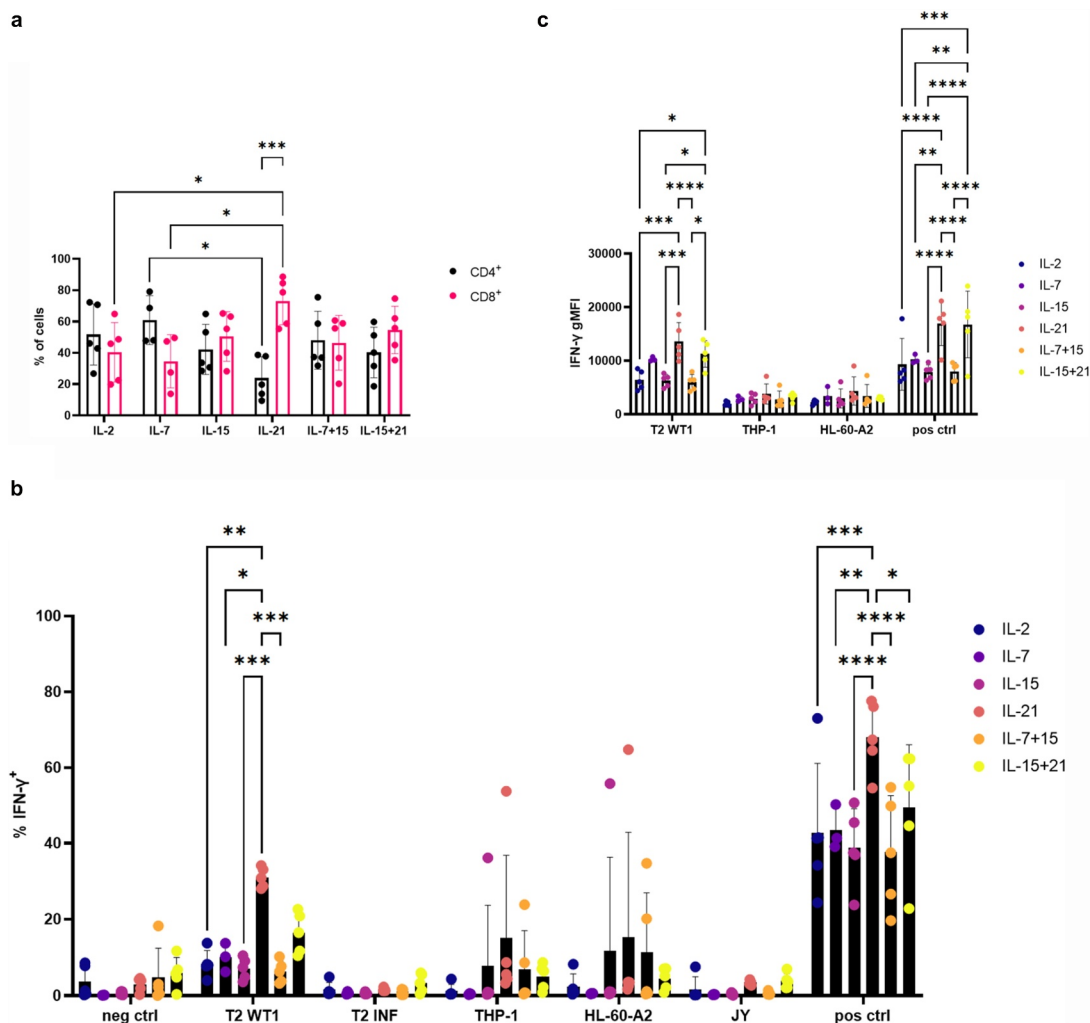 a
***
*
*
*
100
80
60
40
20
0
% of cells
IL-2 IL-7 IL-15 IL-21 IL-7+15 IL-15+21
CD4+
CD8+
c
***
**
****
****
**
****
****
****
*
*
****
***
*
***
30000
20000
10000
0
IFN-γ gMFI
T2 WT1 THP-1 HL-60-A2 pos ctrl
IL-2
IL-7
IL-15
IL-21
IL-7+15
IL-15+21
b
**
*
***
***
***
** *
****
****
100
80
60
40
20
0
% IFN-γ+
neg ctrl T2 WT1 T2 INF THP-1 HL-60-A2 JY pos ctrl
IL-2
IL-7
IL-15
IL-21
IL-7+15
IL-15+21